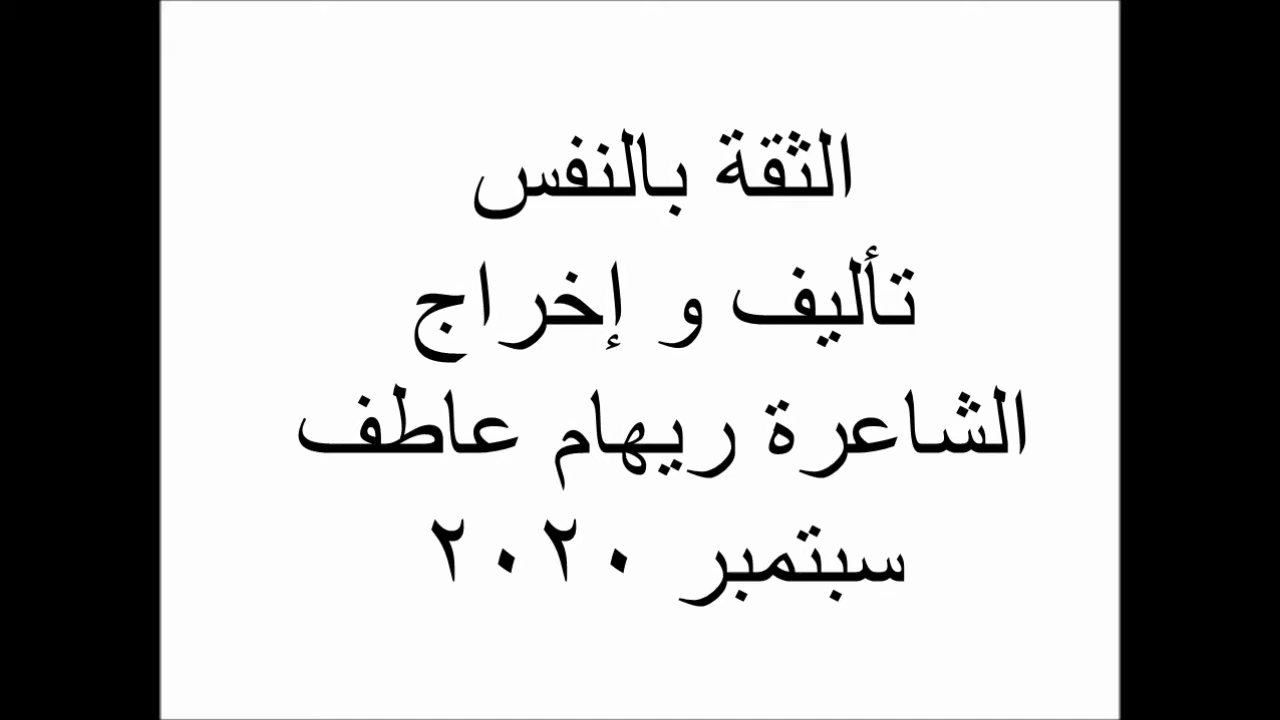 الثقة بالنفس
تأليف و إخراج
الشاعرة ريهام عاطف
سبتمبر ٢٠٢٠